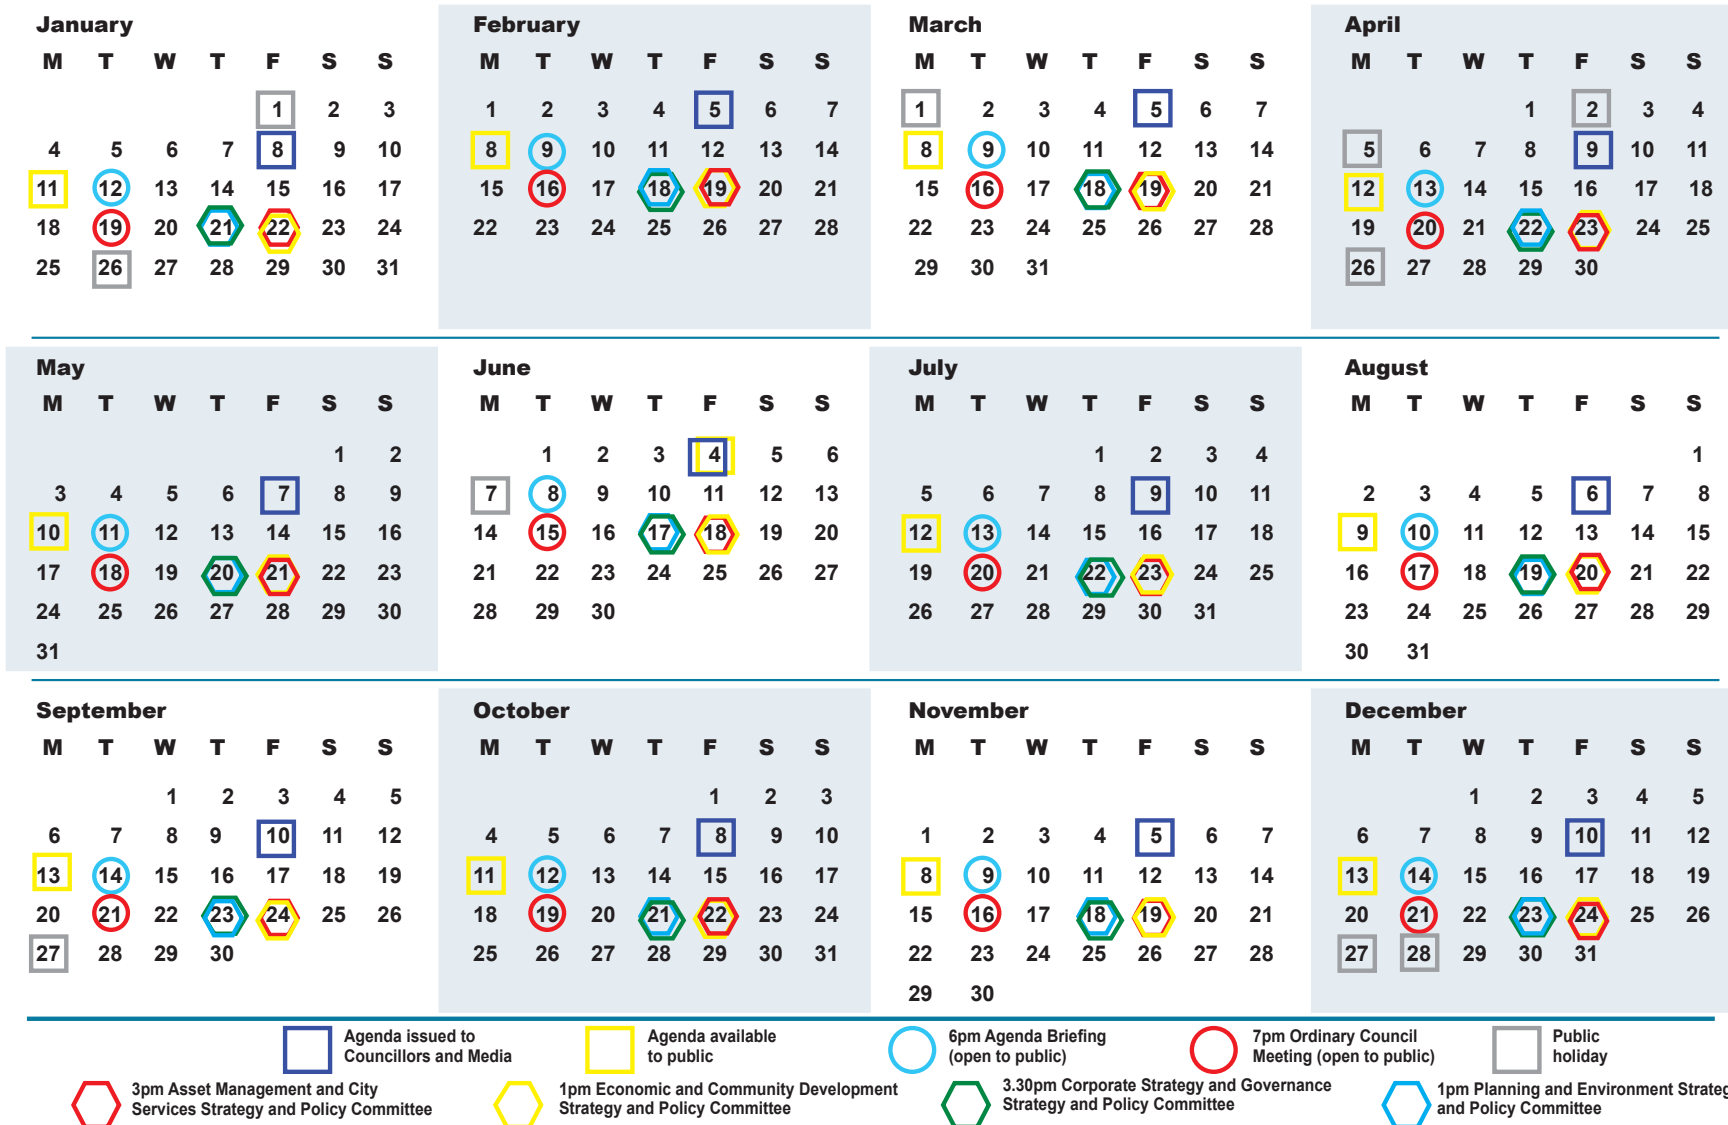 January
M T W T F S S
1 2 3
4 5 6 7 8 9 10
11 12 13 14 15 16 17
18 19 20 21 22 23 24
25 26 27 28 29 30 31
February
M T W T F S S
1 2 3 4 5 6 7
8 9 10 11 12 13 14
15 16 17 18 19 20 21
22 23 24 25 26 27 28
March
M T W T F S S
1 2 3 4 5 6 7
8 9 10 11 12 13 14
15 16 17 18 19 20 21
22 23 24 25 26 27 28
29 30 31
April
M T W T F S S
1 2 3 4
5 6 7 8 9 10 11
12 13 14 15 16 17 18
19 20 21 22 23 24 25
26 27 28 29 30
May
M T W T F S S
1 2
3 4 5 6 7 8 9
10 11 12 13 14 15 16
17 18 19 20 21 22 23
24 25 26 27 28 29 30
31
June
M T W T F S S
1 2 3 4 5 6
7 8 9 10 11 12 13
14 15 16 17 18 19 20
21 22 23 24 25 26 27
28 29 30
July
M T W T F S S
1 2 3 4
5 6 7 8 9 10 11
12 13 14 15 16 17 18
19 20 21 22 23 24 25
26 27 28 29 30 31
August
M T W T F S S
1
2 3 4 5 6 7 8
9 10 11 12 13 14 15
16 17 18 19 20 21 22
23 24 25 26 27 28 29
30 31
September
M T W T F S S
1 2 3 4 5
6 7 8 9 10 11 12
13 14 15 16 17 18 19
20 21 22 23 24 25 26
27 28 29 30
October
M T W T F S S
1 2 3
4 5 6 7 8 9 10
11 12 13 14 15 16 17
18 19 20 21 22 23 24
25 26 27 28 29 30 31
November
M T W T F S S
1 2 3 4 5 6 7
8 9 10 11 12 13 14
15 16 17 18 19 20 21
22 23 24 25 26 27 28
29 30
December
M T W T F S S
1 2 3 4 5
6 7 8 9 10 11 12
13 14 15 16 17 18 19
20 21 22 23 24 25 26
27 28 29 30 31
Agenda issued to
Councillors and Media
Agenda available
to public
6pm Agenda Briefing
(open to public)
7pm Ordinary Council
Meeting (open to public)
Public
holiday
3pm Asset Management and City
Services Strategy and Policy Committee
1pm Economic and Community Development
Strategy and Policy Committee
3.30pm Corporate Strategy and Governance
Strategy and Policy Committee
1pm Planning and Environment Strateg
and Policy Committee